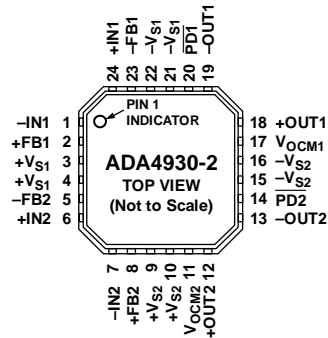 +IN1
–FB1
–VS1
–VS1
PD1
–OUT1
24
23
22
21
20
19
PIN 1
INDICATOR
–IN1 1
+FB1 2
+VS1 3
+VS1 4
–FB2 5
+IN2 6
ADA4930-2
TOP VIEW
(Not to Scale)
18 +OUT1
17 VOCM1
16 –VS2
15 –VS2
14 PD2
13 –OUT2
7
8
9
10
11
12
–IN2
+FB2
+VS2
+VS2
VOCM2
+OUT2